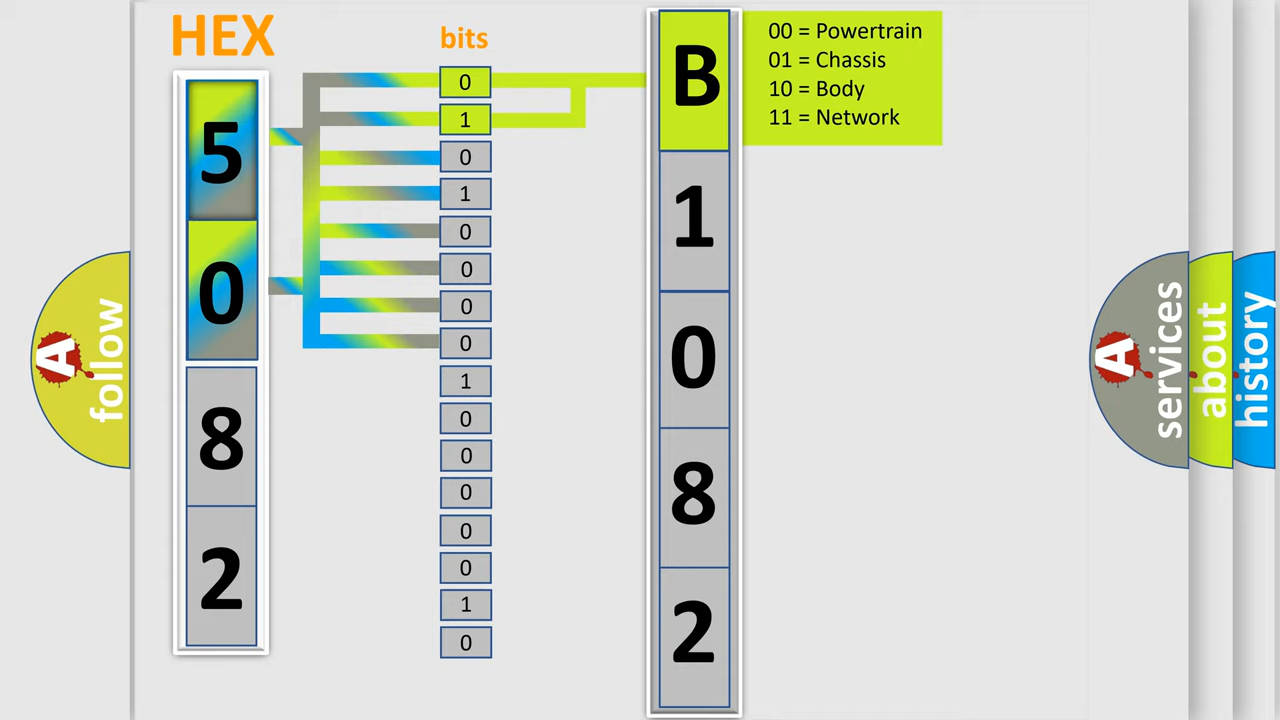 HEX
bits
5
0
8
2
0
1
0
1
0
0
0
0
1
0
0
0
0
0
1
0
B
1
0
8
2
00 = Powertrain
01 = Chassis
10 = Body
11 = Network
A
follow
A
services
about
history